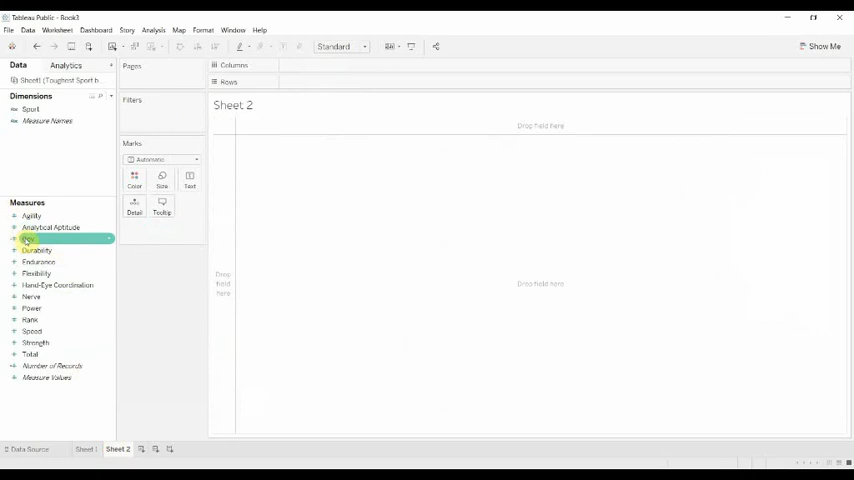 Tableau Public - Book3
File Data Worksheet Dashboard Story Analysis Map Format Window Help
Standard
Show Me
Data Analytics
Sheet1 (Toughest Sport b...
Dimensions
Sport
Measure Names
Measures
Agility
Analytical Aptitude
Durability
Endurance
Flexibility
Hand-Eye Coordination
Nerve
Power
Rank
Speed
Strength
Total
Number of Records
Measure Values
Pages
Filters
Marks
Automatic
Color Size Text
Detail Tooltip
Columns
Rows
Sheet 2
Drop field here
Drop
field
here
Drop field here
Data Source Sheet 1 Sheet 2